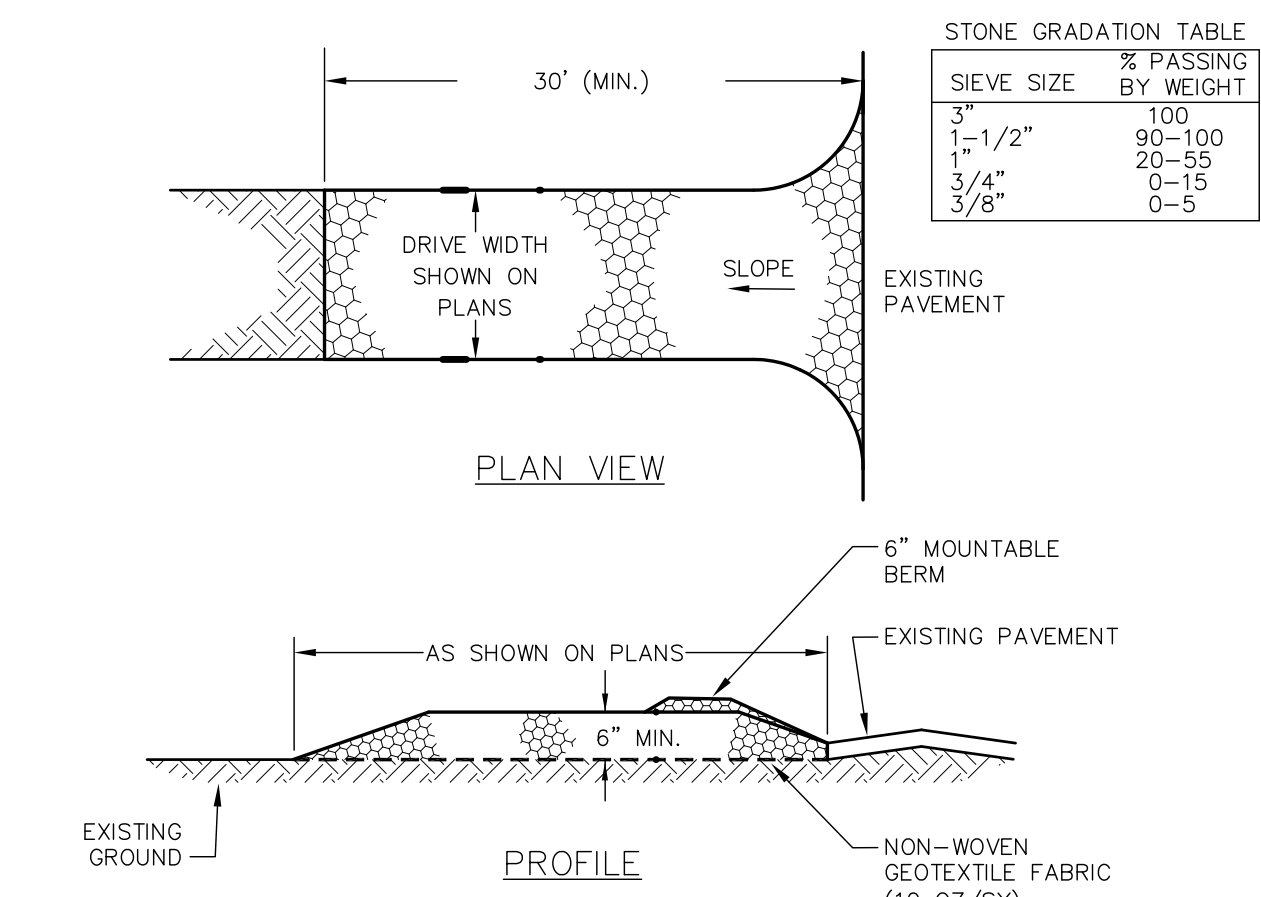 STONE GRADATION TABLE
% PASSING
SIEVE SIZE BY WEIGHT
3" 100
1-1/2" 90-100
1" 20-55
3/4" 0-15
3/8" 0-5
30' (MIN.)
DRIVE WIDTH
SHOWN ON
PLANS
SLOPE
EXISTING
PAVEMENT
PLAN VIEW
6" MOUNTABLE
BERM
EXISTING PAVEMENT
AS SHOWN ON PLANS
6" MIN.
EXISTING
GROUND
PROFILE
NON-WOVEN
GEOTEXTILE FABRIC